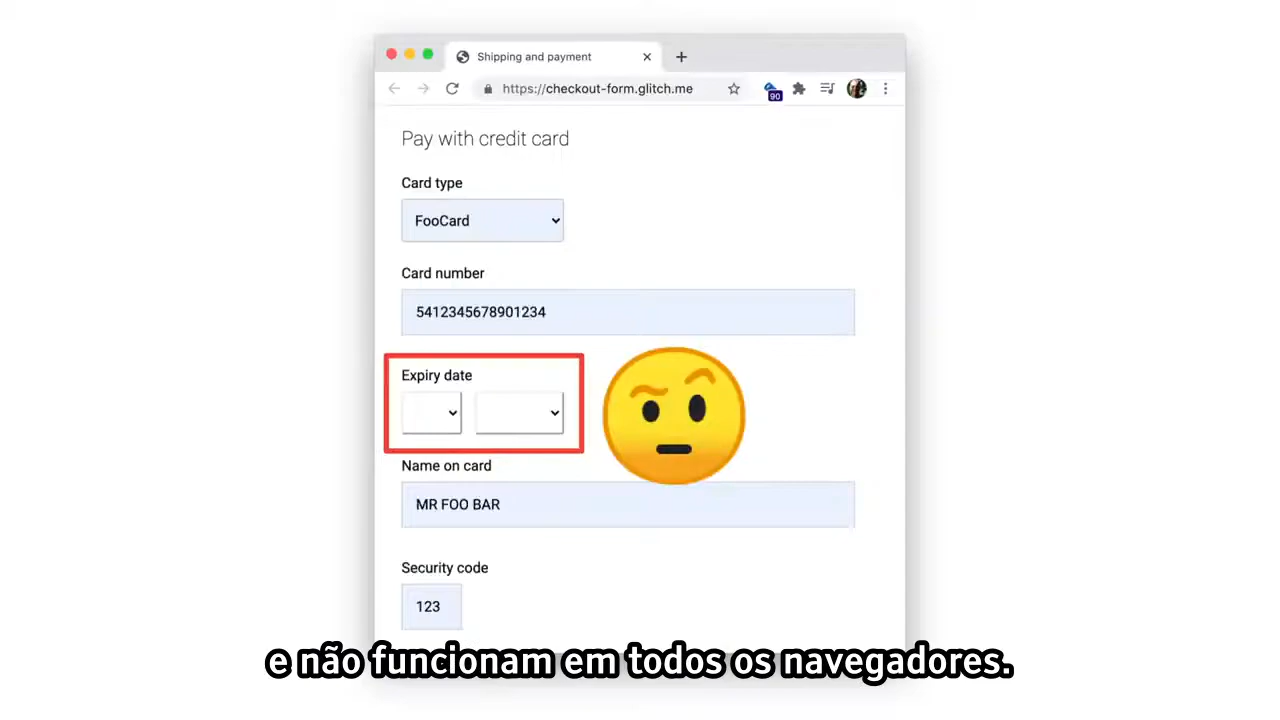 Shipping and payment
https://checkout-form.glitch.me
90
Pay with credit card
Card type
FooCard
Card number
5412345678901234
Expiry date
Name on card
MR FOO BAR
Security code
123
e não funcionam em todos os navegadores.